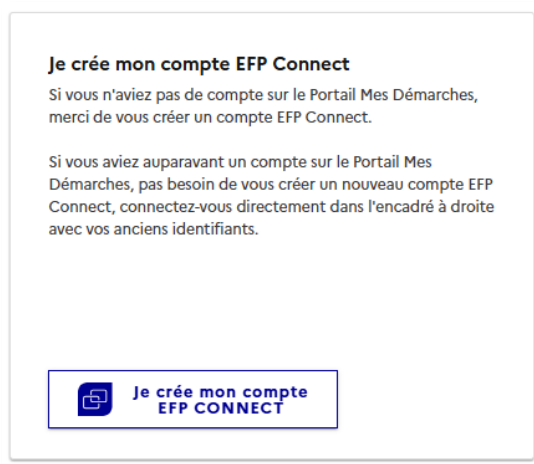 Je crée mon compte EFP Connect
Si vous n'aviez pas de compte sur le Portail Mes Démarches,
merci de vous créer un compte EFP Connect.
Si vous aviez auparavant un compte sur le Portail Mes
Démarches, pas besoin de vous créer un nouveau compte EFP
Connect, connectez-vous directement dans l'encadré à droite
avec vos anciens identifiants.
Je crée mon compte
EFP CONNECT